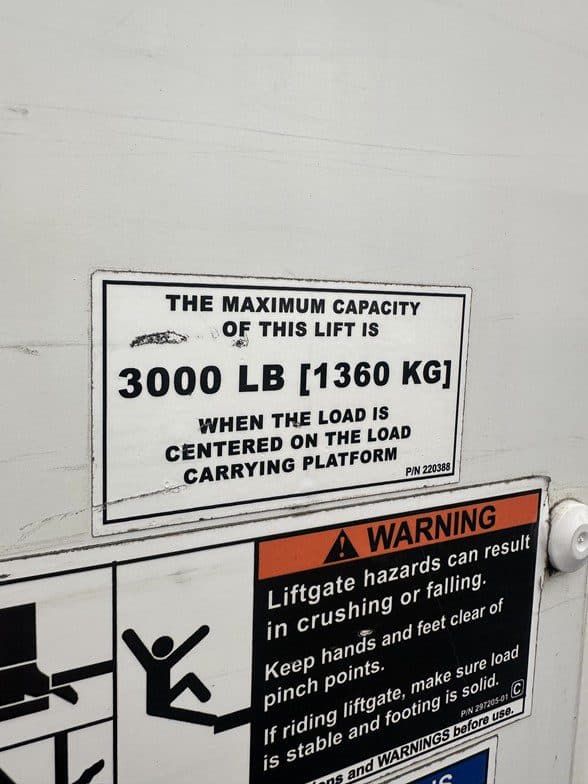 THE MAXIMUM CAPACITY
OF THIS LIFT IS
3000 LB [1360 KG]
WHEN THE LOAD IS
CENTERED ON THE LOAD
CARRYING PLATFORM
P/N 220388
WARNING
Liftgate hazards can result
in crushing or falling.
Keep hands and feet clear of
pinch points.
If riding liftgate, make sure load
is stable and footing is solid.
P/N 297205-01 C
and WARNINGS before use.